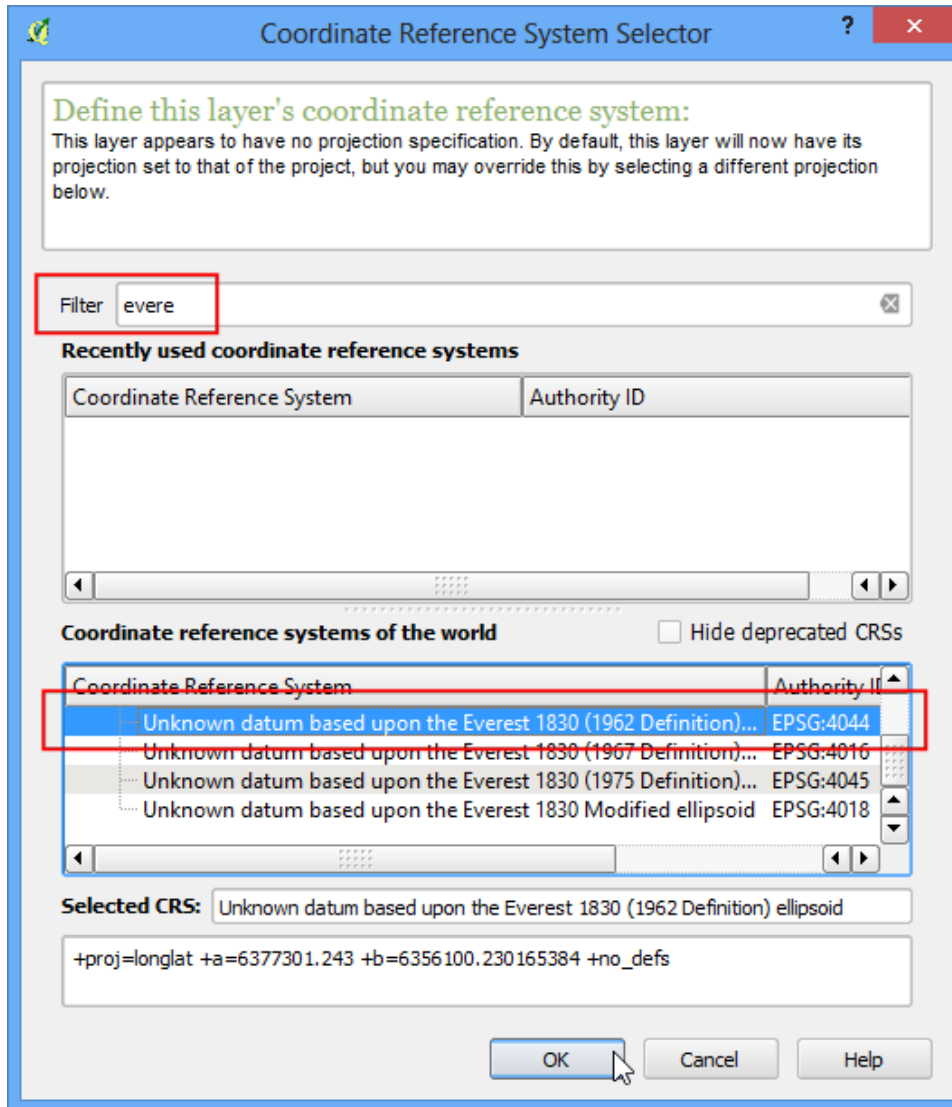 Coordinate Reference System Selector
?
Define this layer's coordinate reference system:
This layer appears to have no projection specification. By default, this layer will now have its
projection set to that of the project, but you may override this by selecting a different projection
below.
Filter evere
Recently used coordinate reference systems
Coordinate Reference System Authority ID
Coordinate reference systems of the world Hide deprecated CRSs
Coordinate Reference System Authority ID
Unknown datum based upon the Everest 1830 (1962 Definition)... EPSG:4044
Unknown datum based upon the Everest 1830 (1967 Definition)... EPSG:4016
Unknown datum based upon the Everest 1830 (1975 Definition)... EPSG:4045
Unknown datum based upon the Everest 1830 Modified ellipsoid EPSG:4018
Selected CRS: Unknown datum based upon the Everest 1830 (1962 Definition) ellipsoid
+proj=longlat +a=6377301.243 +b=6356100.230165384 +no_defs
OK Cancel Help